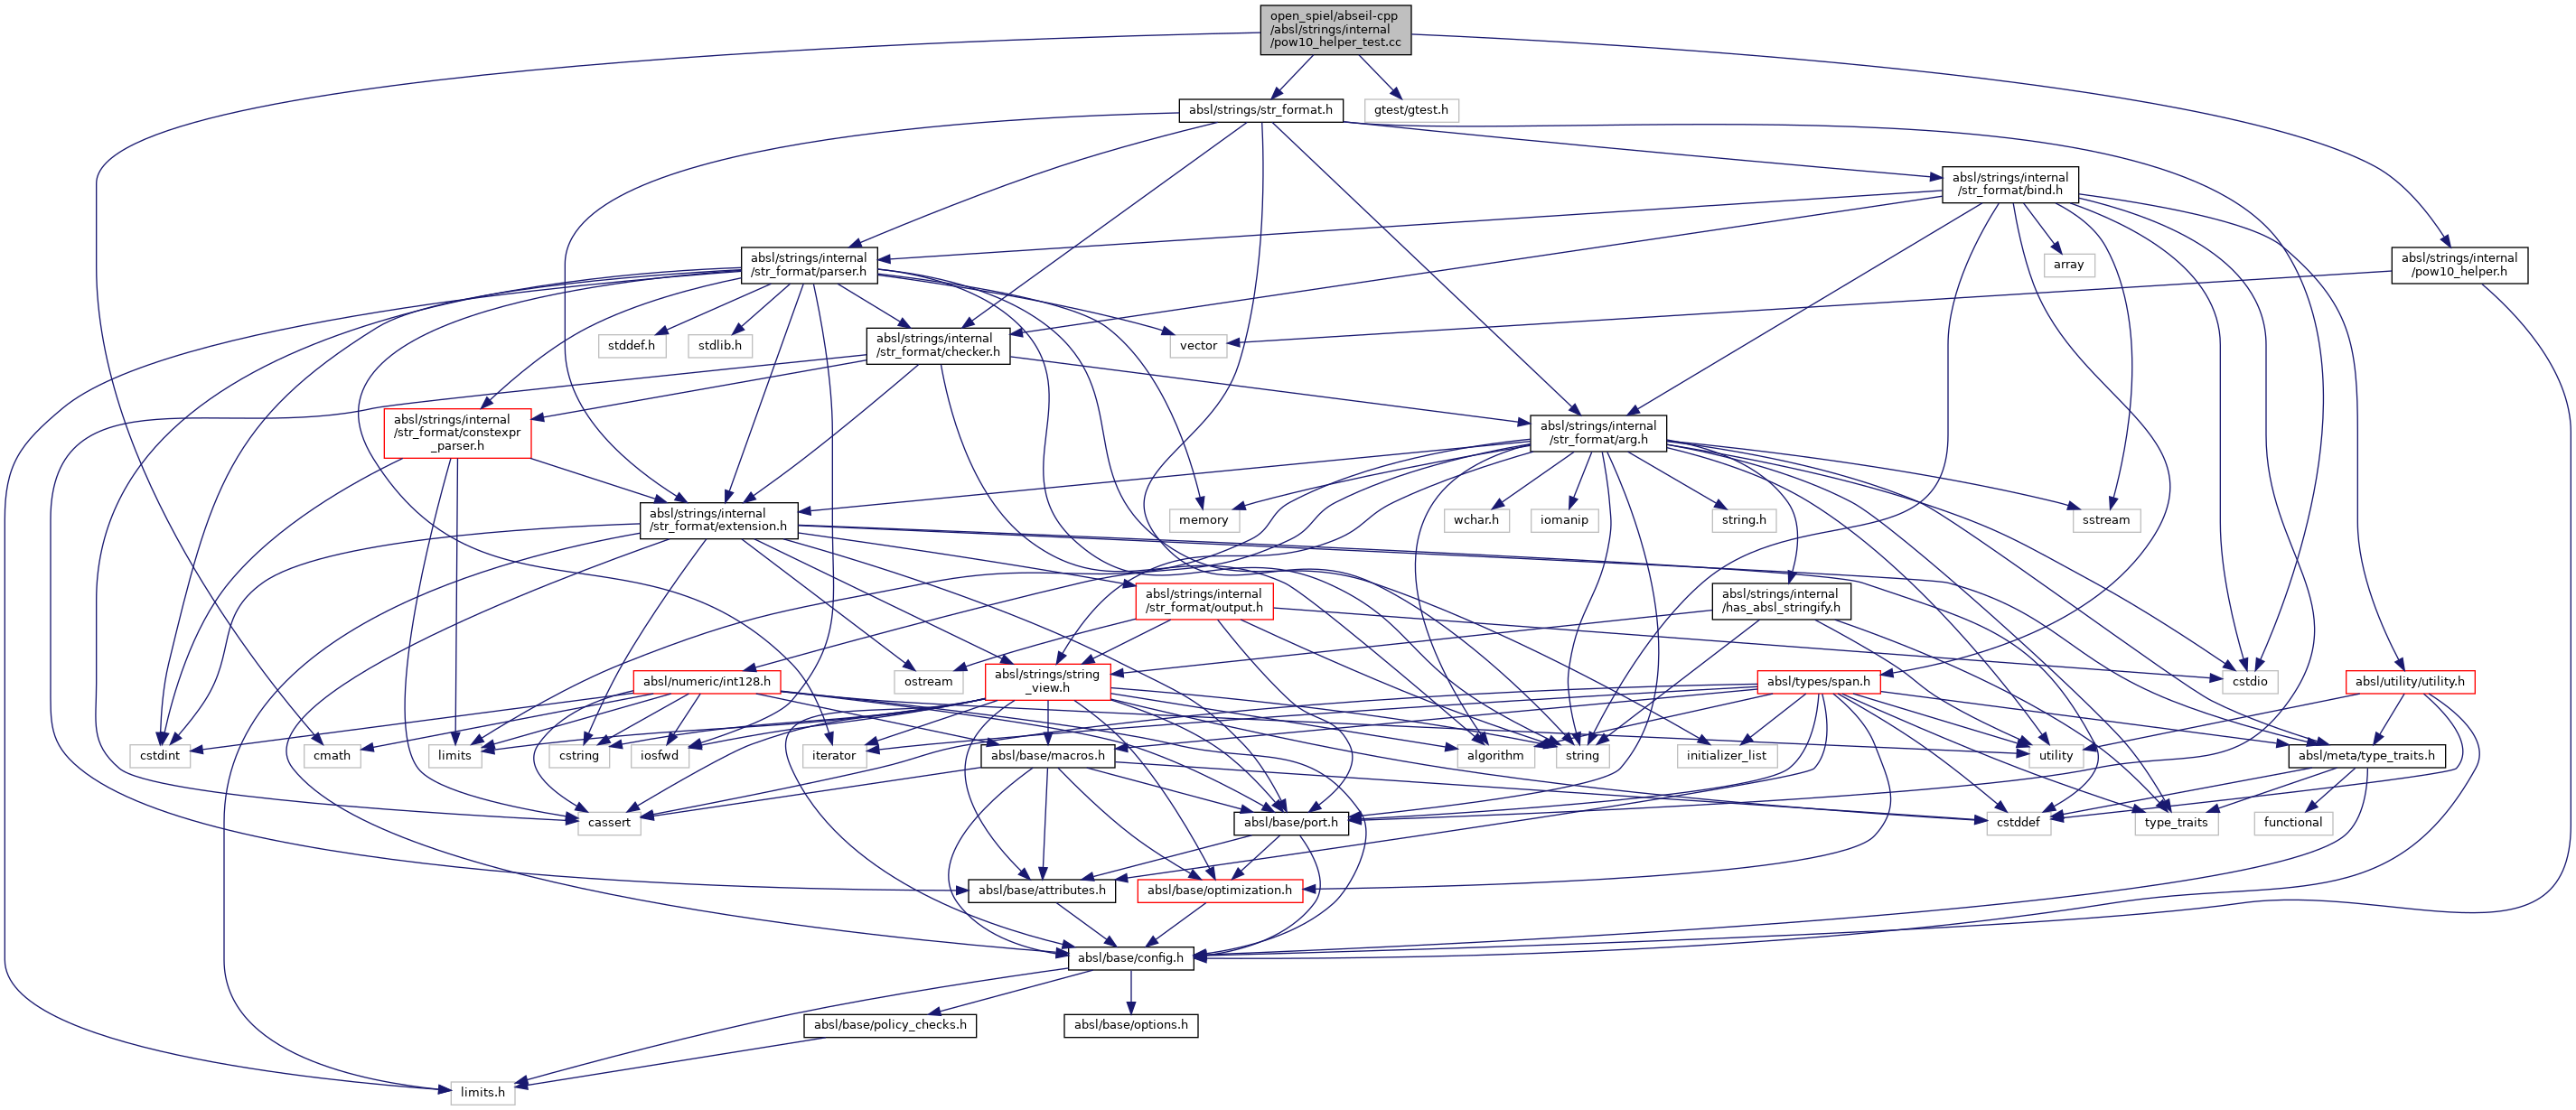 open_spiel/abseil-cpp
/absl/strings/internal
/pow10_helper_test.cc
absl/strings/str_format.h
gtest/gtest.h
absl/strings/internal
/str_format/bind.h
absl/strings/internal
/str_format/parser.h
array
absl/strings/internal
/pow10_helper.h
stddef.h
stdlib.h
absl/strings/internal
/str_format/checker.h
vector
absl/strings/internal
/str_format/constexpr
_parser.h
absl/strings/internal
/str_format/arg.h
absl/strings/internal
/str_format/extension.h
memory
wchar.h
iomanip
string.h
sstream
absl/strings/internal
/str_format/output.h
absl/strings/internal
/has_absl_stringify.h
absl/numeric/int128.h
ostream
absl/strings/string
_view.h
absl/types/span.h
cstdio
absl/utility/utility.h
cstdint
cmath
limits
cstring
iosfwd
iterator
absl/base/macros.h
algorithm
string
initializer_list
utility
absl/meta/type_traits.h
cassert
absl/base/port.h
cstddef
type_traits
functional
absl/base/attributes.h
absl/base/optimization.h
absl/base/config.h
absl/base/policy_checks.h
absl/base/options.h
limits.h